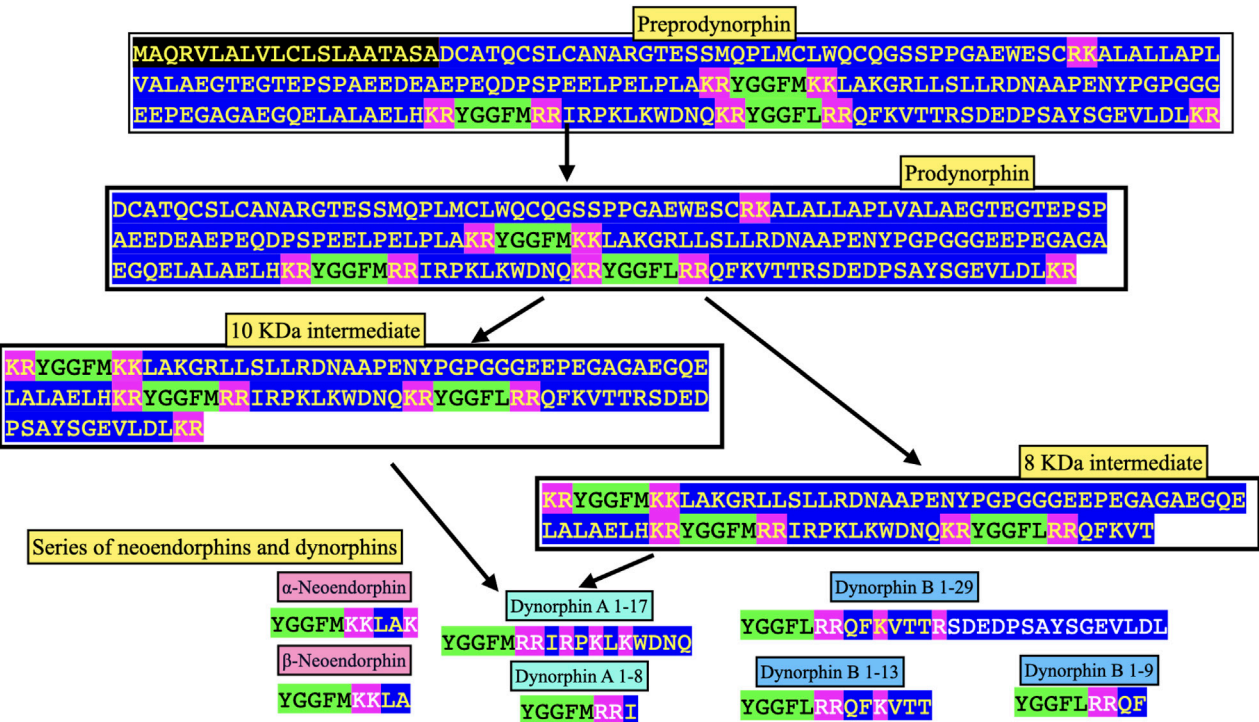 Preprodynorphin
MAQRVLALVLCLSLAATASADCATQCSLCANARGTESSMQPLMCLWQCQGSSPPGAEWESCRKALALLAPL
VALAEGTEGTEPSPAEEDEAEPEQDPSPEELPELPLAKRYGGFMKKLAKGRLLSLLRDNAAPENYPGPGGG
EEPEGAGAEGQELALAELHKRYGGFMRRIRPKLKWDNQKRYGGFLRRQFKVTTRSDEDPSAYSGEVLDLKR
Prodynorphin
DCATQCSLCANARGTESSMQPLMCLWQCQGSSPPGAEWESCRKALALLAPLVALAEGTEGTEPSP
AEEDEAEPEQDPSPEELPELPLAKRYGGFMKKLAKGRLLSLLRDNAAPENYPGPGGGEEPEGAGA
EGQELALAELHKRYGGFMRRIRPKLKWDNQKRYGGFLRRQFKVTTRSDEDPSAYSGEVLDLKR
10 KDa intermediate
KRYGGFMKKLAKGRLLSLLRDNAAPENYPGPGGGEEPEGAGAEGQE
LALAELHKRYGGFMRRIRPKLKWDNQKRYGGFLRRQFKVTTRSDED
PSAYSGEVLDLKR
8 KDa intermediate
KRYGGFMKKLAKGRLLSLLRDNAAPENYPGPGGGEEPEGAGAEGQE
LALAELHKRYGGFMRRIRPKLKWDNQKRYGGFLRRQFKVT
Series of neoendorphins and dynorphins
α-Neoendorphin
YGGFMKKLAK
β-Neoendorphin
YGGFMKKLA
Dynorphin A 1-17
YGGFMRRIRPKLKWDNQ
Dynorphin A 1-8
YGGFMRRI
Dynorphin B 1-29
YGGFLRRQFKVTTRSDEDPSAYSGEVLDL
Dynorphin B 1-13
YGGFLRRQFKVTT
Dynorphin B 1-9
YGGFLRRQF